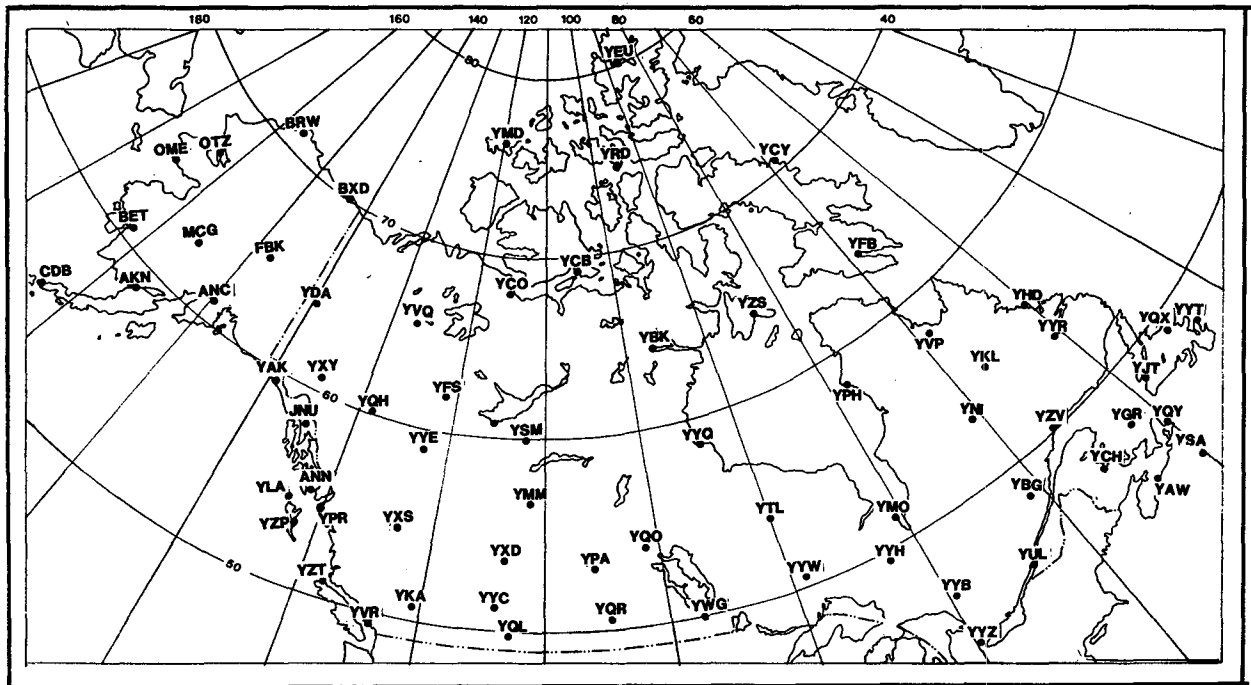 180 160 140 120 100 80 60 40
YEU
80
BRW
YMD
OME OTZ
YRD
YCY
BXD
70
BET
MCG
FBK
YFB
YCB
CDB
AKN
ANC
YDA
YCO
YVQ
YZS
YHD
YYR
YQX YYT
YBK
YVP
YKL
YJT
YAK
YXY
60
YQH
YFS
YPH
JNU
YNI
YZV
YGR
YQY
YSM
YYE
YYQ
YSA
YCH
ANN
YLA
YMM
YBG
YAW
YZP
YPR
YXS
YTL
YMO
YQO
YXD
YPA
YYW
YYH
YUL
50
YZT
YYB
YKA
YYC
YVR
YQR
YWG
YQL
YYZ